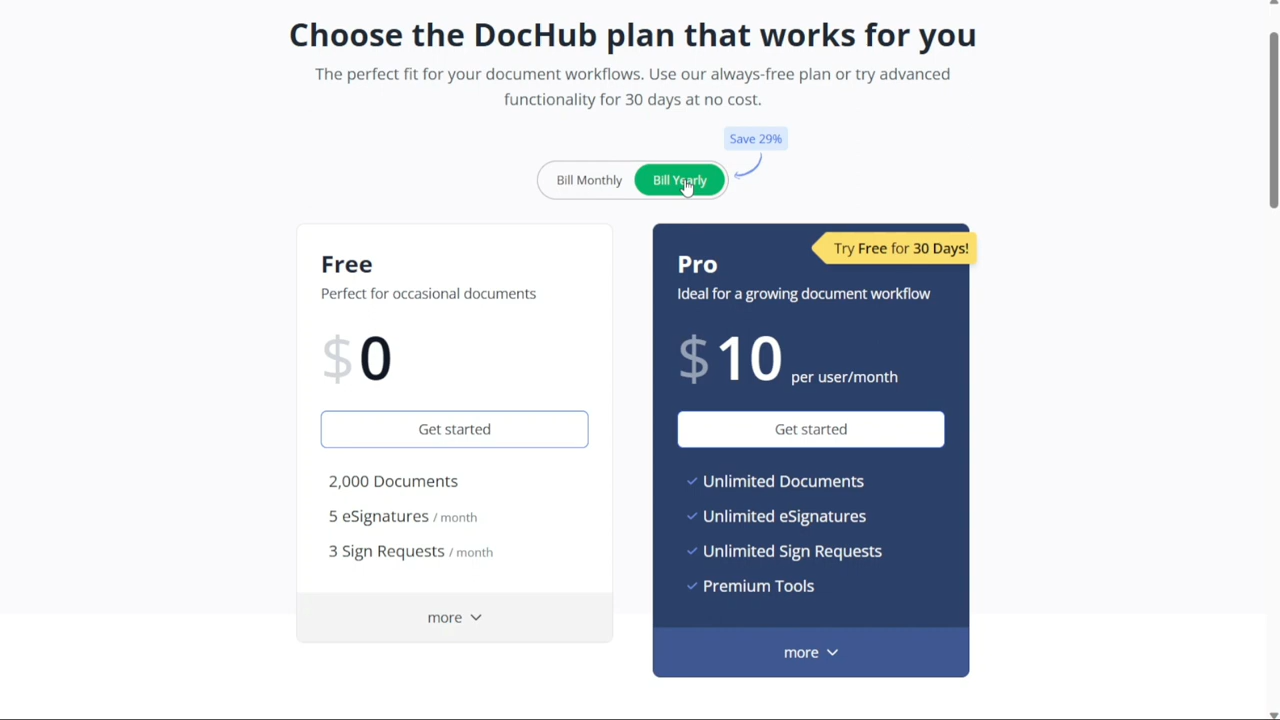 Choose the DocHub plan that works for you
The perfect fit for your document workflows. Use our always-free plan or try advanced
functionality for 30 days at no cost.
Save 29%
Bill Monthly
Bill Yearly
Free
Perfect for occasional documents
$0
Get started
2,000 Documents
5 eSignatures / month
3 Sign Requests / month
more
Try Free for 30 Days!
Pro
Ideal for a growing document workflow
$10 per user/month
Get started
Unlimited Documents
Unlimited eSignatures
Unlimited Sign Requests
Premium Tools
more